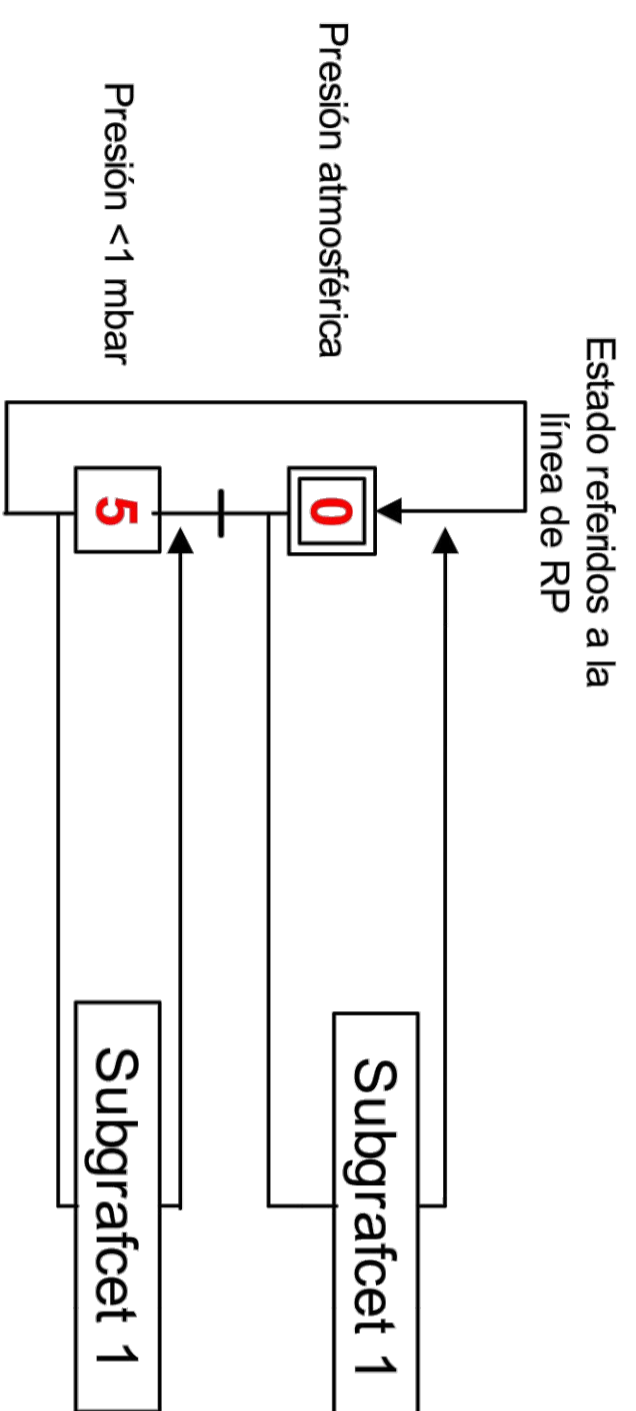 Estado referidos a la
línea de RP
Presión atmosférica
0
Subgrafcet 1
Presión <1 mbar
5
Subgrafcet 1